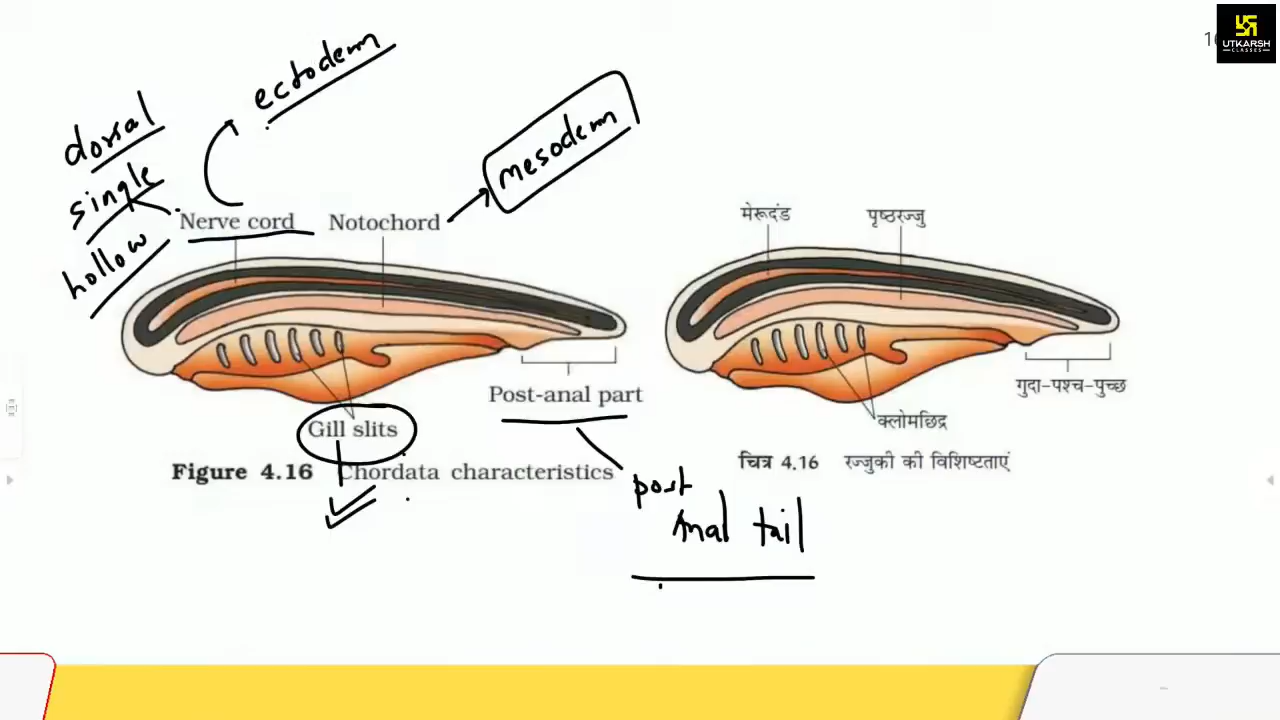 UTKARSH
CLASSES
ectoderm
dorsal
single
hollow
mesoderm
Nerve cord
Notochord
Post-anal part
Gill slits
Figure 4.16 Chordata characteristics
post
Anal tail
मेरूदंड
पृष्ठरज्जु
गुदा-पश्च-पुच्छ
क्लोमछिद्र
चित्र 4.16 रज्जुकी की विशिष्टताएं